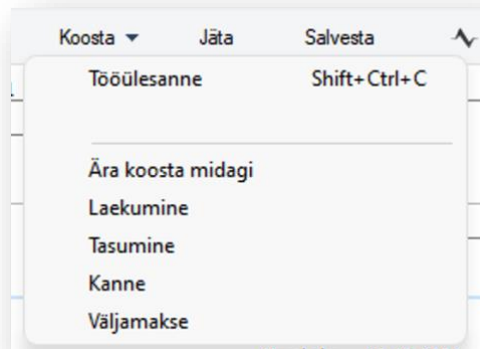 Koosta Jäta Salvesta
Tööülesanne Shift+Ctrl+C
Ära koosta midagi
Laekumine
Tasumine
Kanne
Väljamakse